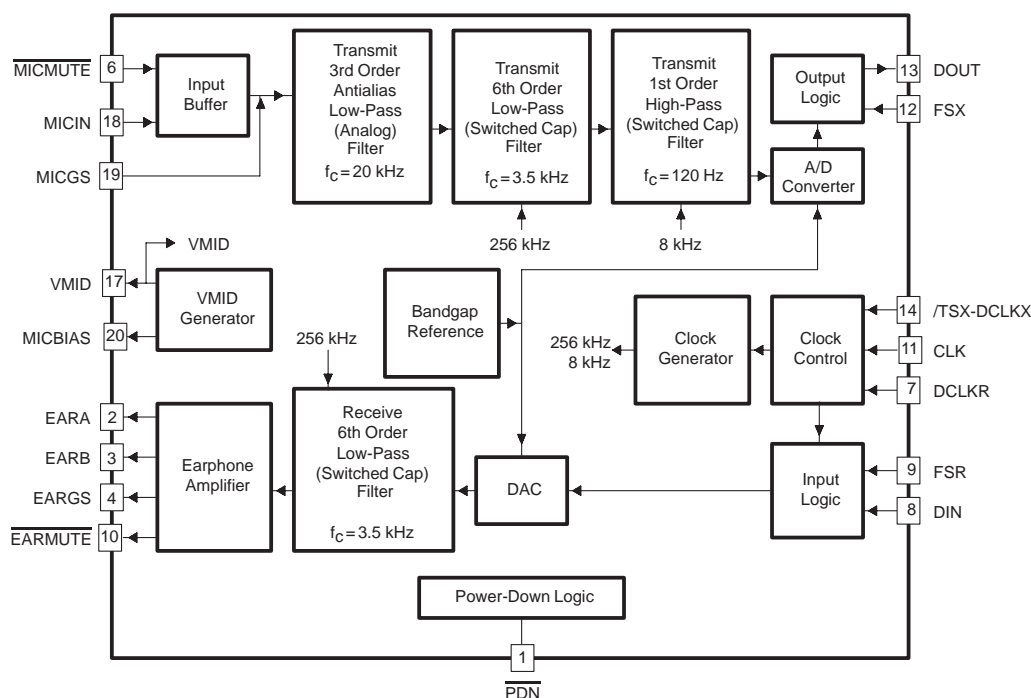 MICMUTE
6
MICIN
18
MICGS
19
Input
Buffer
Transmit
3rd Order
Antialias
Low-Pass
(Analog)
Filter
fc = 20 kHz
Transmit
6th Order
Low-Pass
(Switched Cap)
Filter
fc = 3.5 kHz
Transmit
1st Order
High-Pass
(Switched Cap)
Filter
fc = 120 Hz
Output
Logic
A/D
Converter
13
DOUT
12
FSX
256 kHz
8 kHz
VMID
VMID
17
MICBIAS
20
VMID
Generator
Bandgap
Reference
256 kHz
256 kHz
8 kHz
Clock
Generator
Clock
Control
14
/TSX-DCLKX
11
CLK
7
DCLKR
EARA
2
EARB
3
EARGS
4
EARMUTE
10
Earphone
Amplifier
Receive
6th Order
Low-Pass
(Switched Cap)
Filter
fc = 3.5 kHz
DAC
Input
Logic
9
FSR
8
DIN
Power-Down Logic
1
PDN